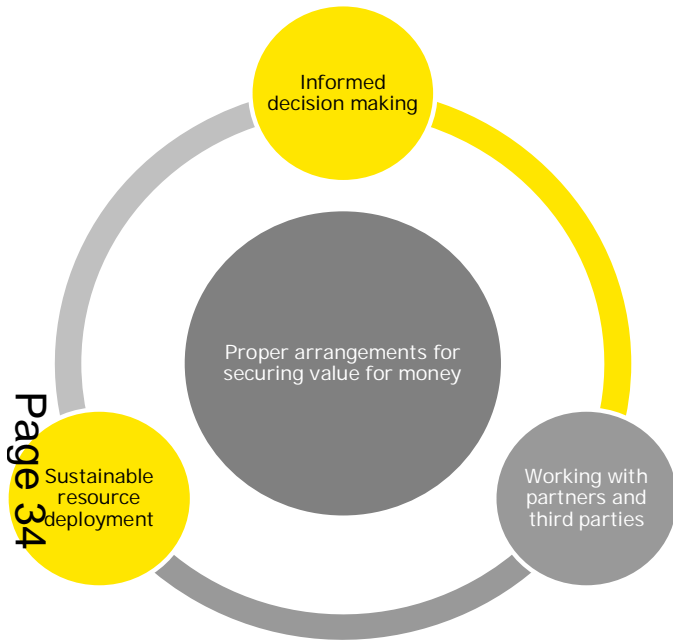 Informed
decision making
Proper arrangements for
securing value for money
Page 34
Sustainable
resource
deployment
Working with
partners and
third parties